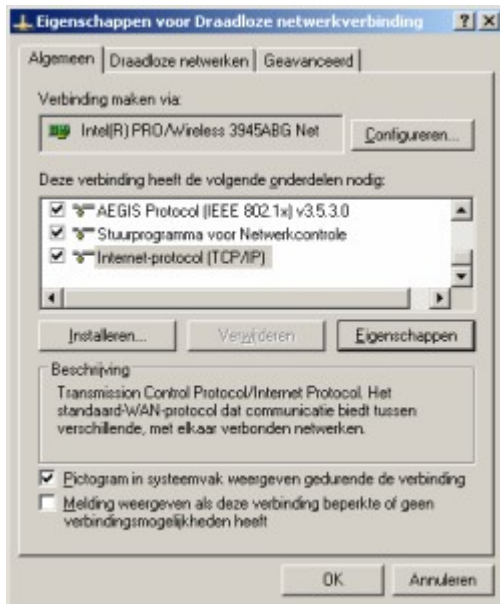 Eigenschappen voor Draadloze netwerkverbinding
Algemeen Draadloze netwerken Geavanceerd
Verbinding maken via:
Intel(R) PRO/Wireless 3945ABG Net
Configureren...
Deze verbinding heeft de volgende onderdelen nodig:
AEGIS Protocol (IEEE 802.1x) v3.5.3.0
Stuurprogramma voor Netwerkcontrole
Internet-protocol (TCP/IP)
Installeren... Verwijderen Eigenschappen
Beschrijving
Transmission Control Protocol/Internet Protocol. Het
standaard-WAN-protocol dat communicatie biedt tussen
verschillende, met elkaar verbonden netwerken.
Pictogram in systeemvak weergeven gedurende de verbinding
Melding weergeven als deze verbinding beperkte of geen
verbindingsmogelijkheden heeft
OK Annuleren